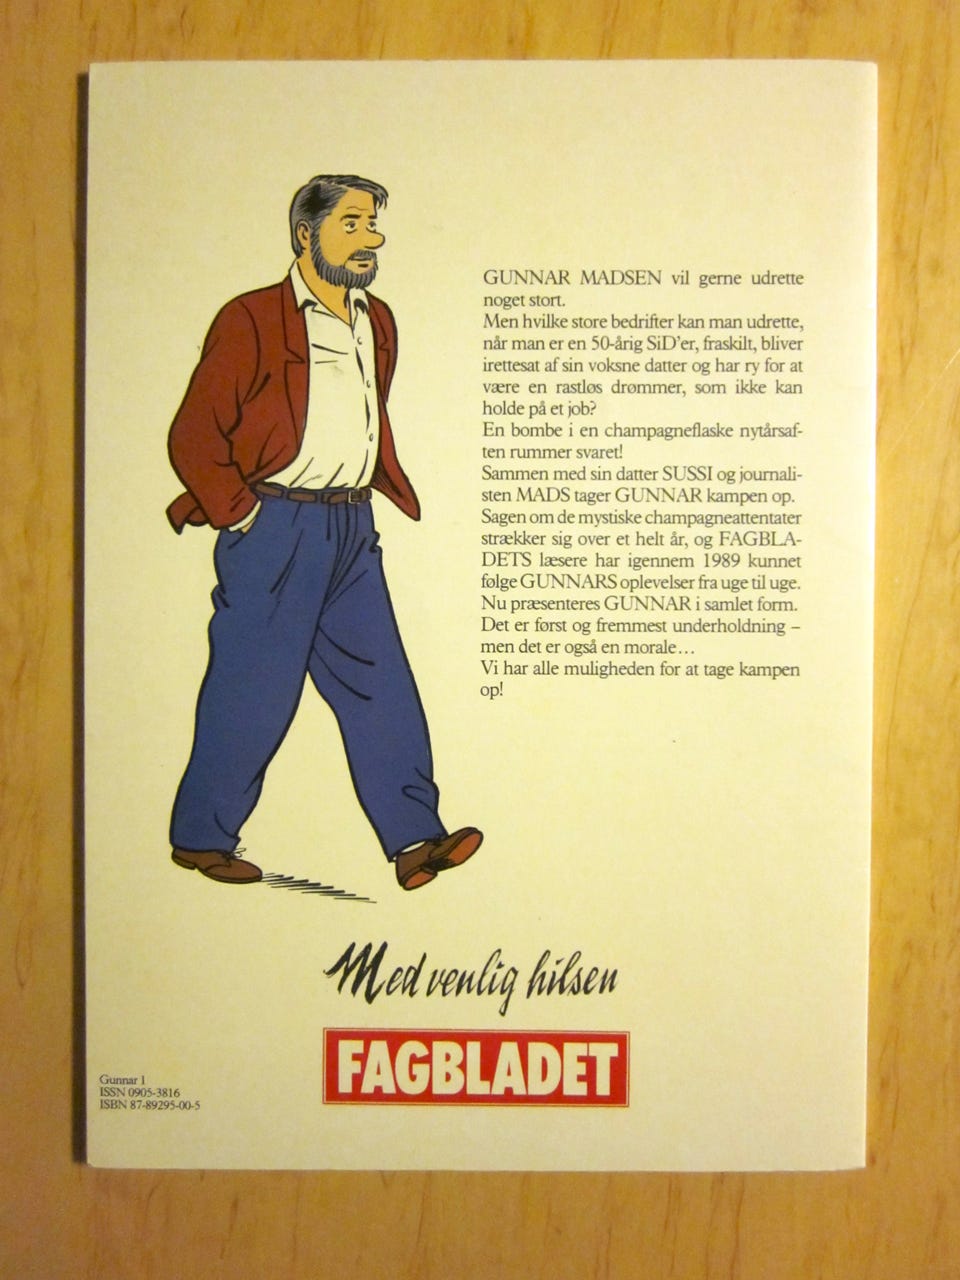 GUNNAR MADSEN vil gerne udrette
noget stort.
Men hvilke store bedrifter kan man udrette,
når man er en 50-årig SiD'er, fraskilt, bliver
irettesat af sin voksne datter og har ry for at
være en rastløs drømmer, som ikke kan
holde på et job?
En bombe i en champagneflaske nytårsaf-
ten rummer svaret!
Sammen med sin datter SUSSI og journali-
sten MADS tager GUNNAR kampen op.
Sagen om de mystiske champagneattentater
strækker sig over et helt år, og FAGBLA-
DETS læsere har igennem 1989 kunnet
følge GUNNARS oplevelser fra uge til uge.
Nu præsenteres GUNNAR i samlet form.
Det er først og fremmest underholdning –
men det er også en morale...
Vi har alle muligheden for at tage kampen
op!
Med venlig hilsen
FAGBLADET
Gunnar 1
ISSN 0905-3816
ISBN 87-89295-00-5